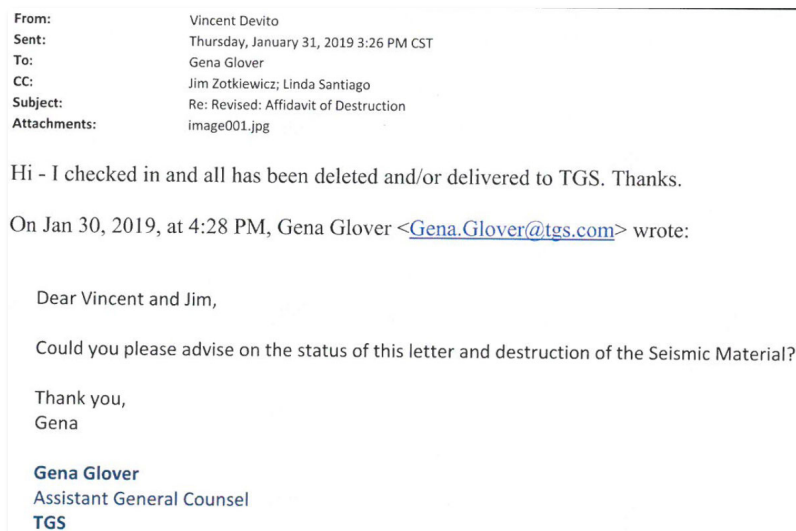 From: Vincent Devito
Sent: Thursday, January 31, 2019 3:26 PM CST
To: Gena Glover
CC: Jim Zotkiewicz; Linda Santiago
Subject: Re: Revised: Affidavit of Destruction
Attachments: image001.jpg
Hi - I checked in and all has been deleted and/or delivered to TGS. Thanks.
On Jan 30, 2019, at 4:28 PM, Gena Glover <Gena.Glover@tgs.com> wrote:
Dear Vincent and Jim,
Could you please advise on the status of this letter and destruction of the Seismic Material?
Thank you,
Gena
Gena Glover
Assistant General Counsel
TGS